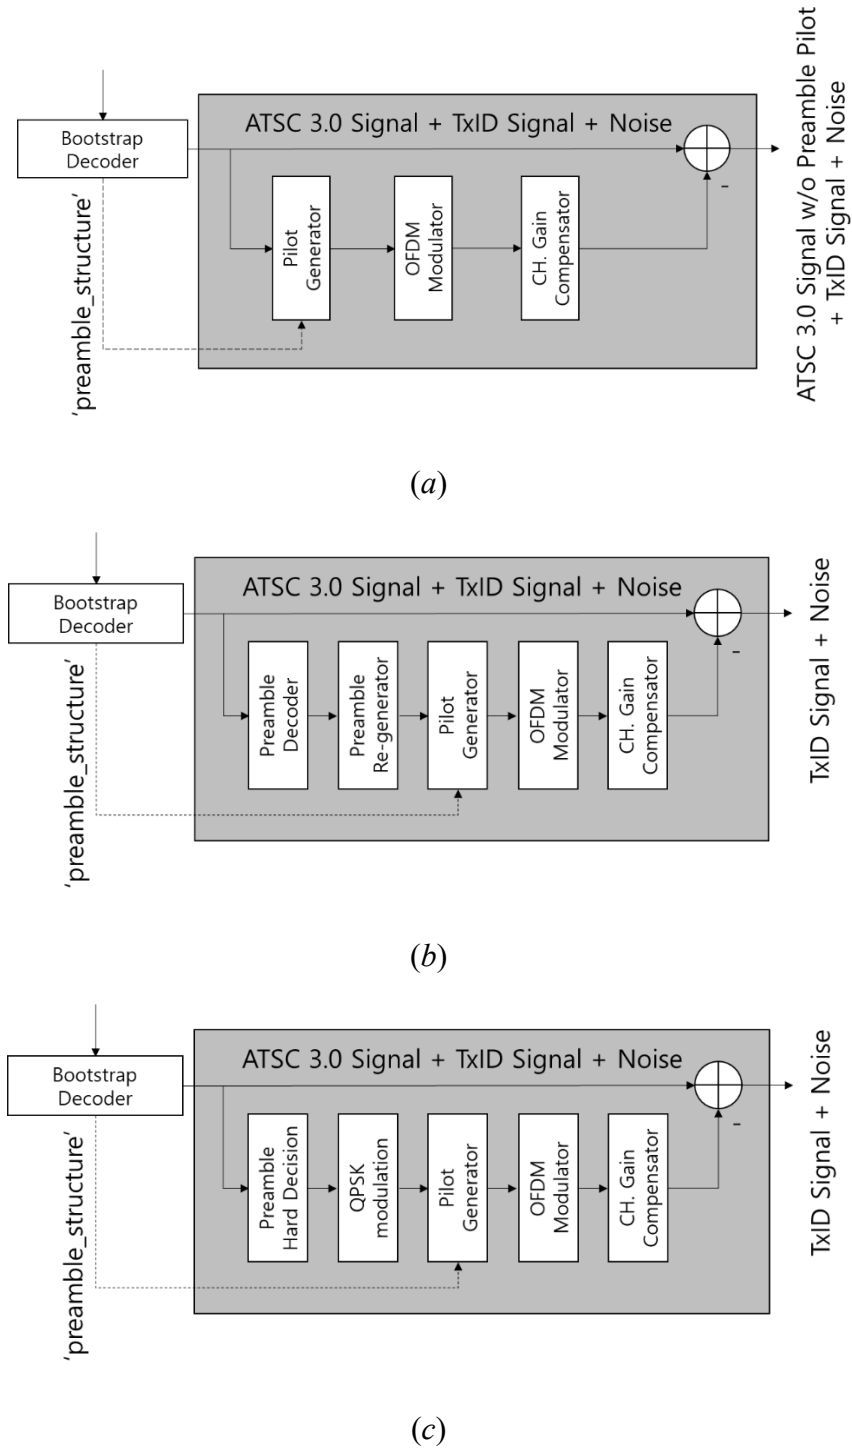 ATSC 3.0 Signal + TxID Signal + Noise
Bootstrap
Decoder
'preamble_structure'
Pilot
Generator
OFDM
Modulator
CH. Gain
Compensator
-
ATSC 3.0 Signal w/o Preamble Pilot
+ TxID Signal + Noise
(a)
ATSC 3.0 Signal + TxID Signal + Noise
Bootstrap
Decoder
'preamble_structure'
Preamble
Decoder
Preamble
Re-generator
Pilot
Generator
OFDM
Modulator
CH. Gain
Compensator
-
TxID Signal + Noise
(b)
ATSC 3.0 Signal + TxID Signal + Noise
Bootstrap
Decoder
'preamble_structure'
Preamble
Hard Decision
QPSK
modulation
Pilot
Generator
OFDM
Modulator
CH. Gain
Compensator
-
TxID Signal + Noise
(c)